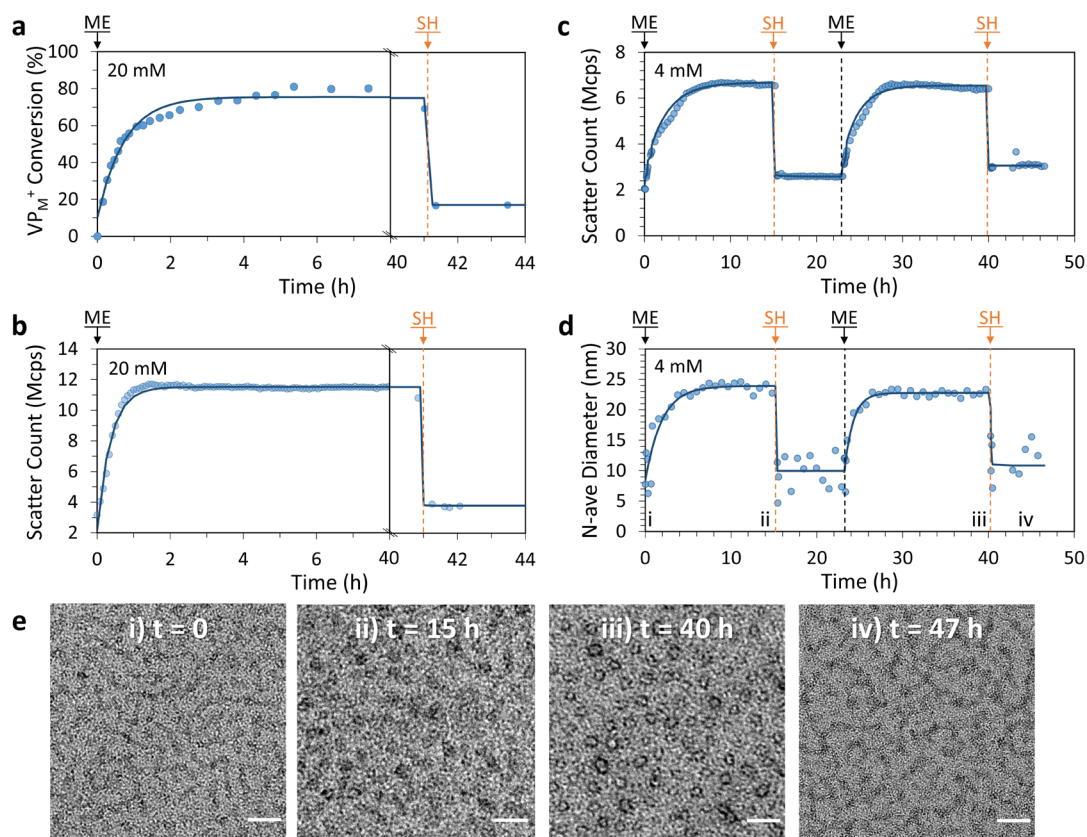 a
ME
SH
20 mM
VP_M^+ Conversion (%)
100
80
60
40
20
0
0 2 4 6 40 42 44
Time (h)
b
ME
SH
20 mM
Scatter Count (Mcps)
14
12
10
8
6
4
2
0 2 4 6 40 42 44
Time (h)
c
ME SH ME SH
4 mM
Scatter Count (Mcps)
8
6
4
2
0
0 10 20 30 40 50
Time (h)
d
ME SH ME SH
4 mM
N-ave Diameter (nm)
30
25
20
15
10
5
0
i ii iii iv
0 10 20 30 40 50
Time (h)
e
i) t = 0
ii) t = 15 h
iii) t = 40 h
iv) t = 47 h